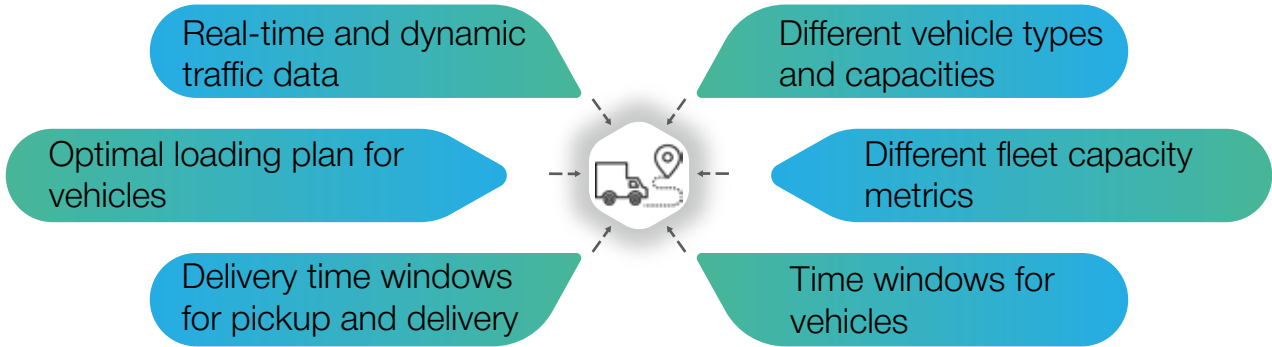 Real-time and dynamic
traffic data
Different vehicle types
and capacities
Optimal loading plan for
vehicles
Different fleet capacity
metrics
Delivery time windows
for pickup and delivery
Time windows for
vehicles